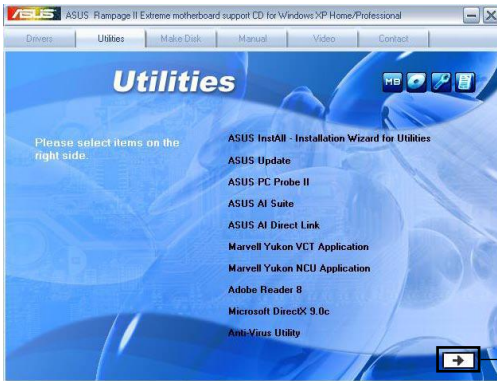 ASUS ASUS Rampage II Extreme motherboard support CD for Windows XP Home/Professional
Drivers Utilities Make Disk Manual Video Contact
Utilities
MB
Please select items on the right side.
ASUS InstAll - Installation Wizard for Utilities
ASUS Update
ASUS PC Probe II
ASUS AI Suite
ASUS AI Direct Link
Marvell Yukon VCT Application
Marvell Yukon NCU Application
Adobe Reader 8
Microsoft DirectX 9.0c
Anti-Virus Utility